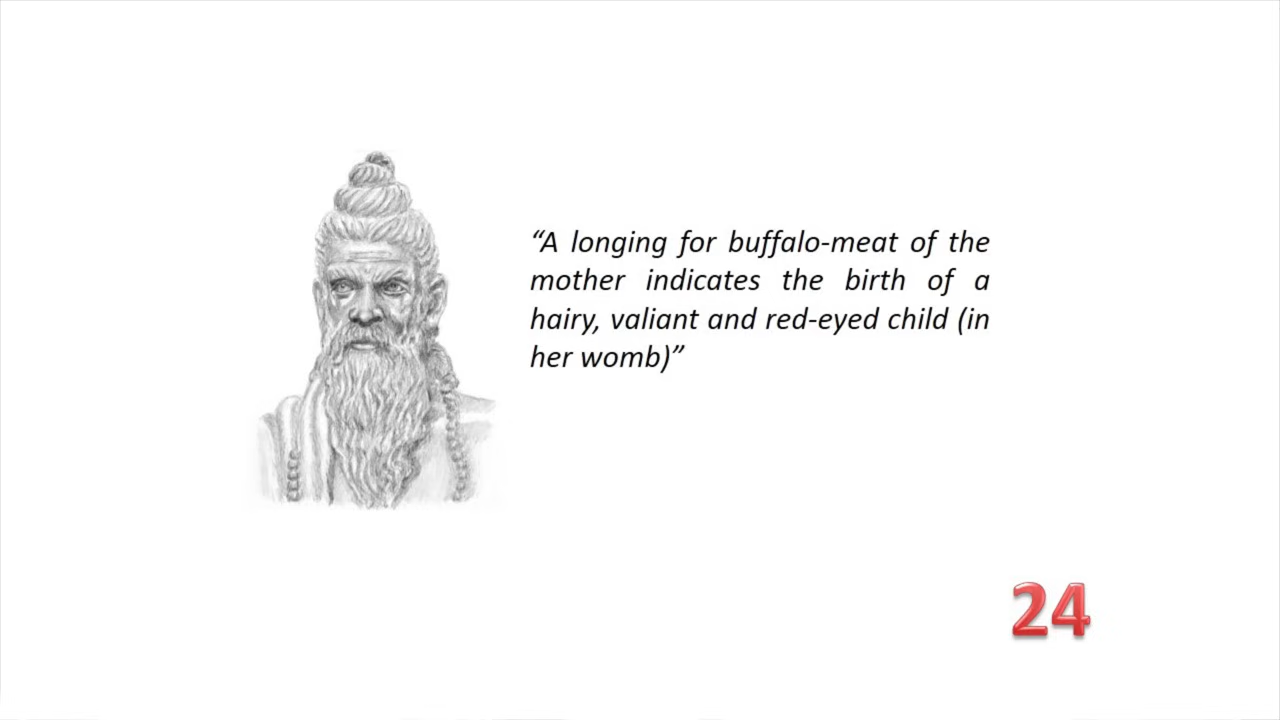 “A longing for buffalo-meat of the
mother indicates the birth of a
hairy, valiant and red-eyed child (in
her womb)”
24